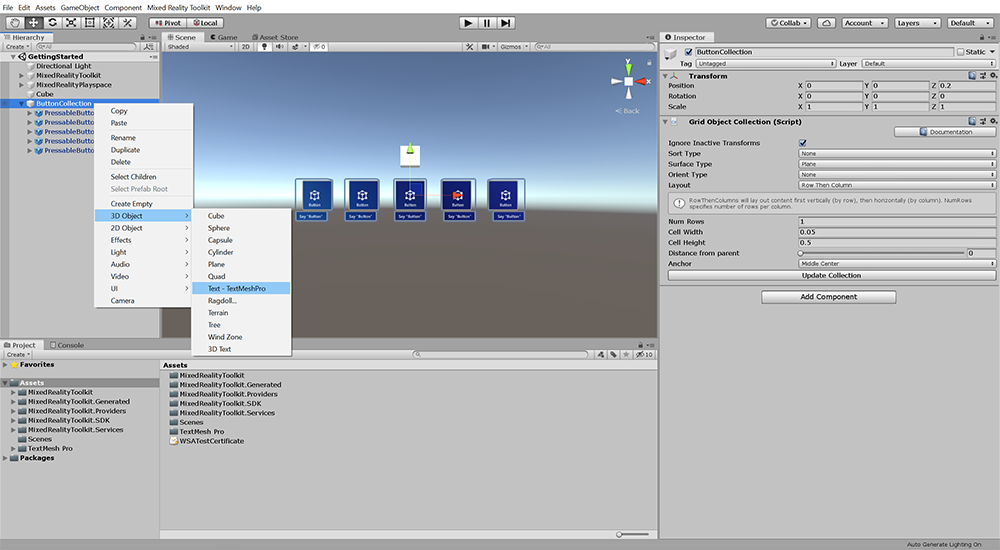 File Edit Assets GameObject Component Mixed Reality Toolkit Window Help
Pivot Local
Collab Account Layers Default
Hierarchy
Create All
GettingStarted
Directional Light
MixedRealityToolkit
MixedRealityPlayspace
Cube
ButtonCollection
PressableButto
PressableButto
PressableButto
PressableButto
PressableButto
Copy
Paste
Rename
Duplicate
Delete
Select Children
Select Prefab Root
Create Empty
3D Object
2D Object
Effects
Light
Audio
Video
UI
Camera
Cube
Sphere
Capsule
Cylinder
Plane
Quad
Text - TextMeshPro
Ragdoll...
Terrain
Tree
Wind Zone
3D Text
Scene Game Asset Store
Shaded 2D 0 Gizmos All
y
x
z
Back
Button Button Button Button Button
Say "Button" Say "Button" Say "Button" Say "Button" Say "Button"
Inspector
ButtonCollection Static
Tag Untagged Layer Default
Transform
Position X 0 Y 0 Z 0.2
Rotation X 0 Y 0 Z 0
Scale X 1 Y 1 Z 1
Grid Object Collection (Script)
Documentation
Ignore Inactive Transforms
Sort Type None
Surface Type Plane
Orient Type None
Layout Row Then Column
RowThenColumns will lay out content first vertically (by row), then horizontally (by column). NumRows
specifies number of rows per column.
Num Rows 1
Cell Width 0.05
Cell Height 0.5
Distance from parent 0
Anchor Middle Center
Update Collection
Add Component
Project Console
Create 10
Favorites
Assets
MixedRealityToolkit
MixedRealityToolkit.Generated
MixedRealityToolkit.Providers
MixedRealityToolkit.SDK
MixedRealityToolkit.Services
Scenes
TextMesh Pro
Packages
Assets
MixedRealityToolkit
MixedRealityToolkit.Generated
MixedRealityToolkit.Providers
MixedRealityToolkit.SDK
MixedRealityToolkit.Services
Scenes
TextMesh Pro
WSATestCertificate
Auto Generate Lighting On